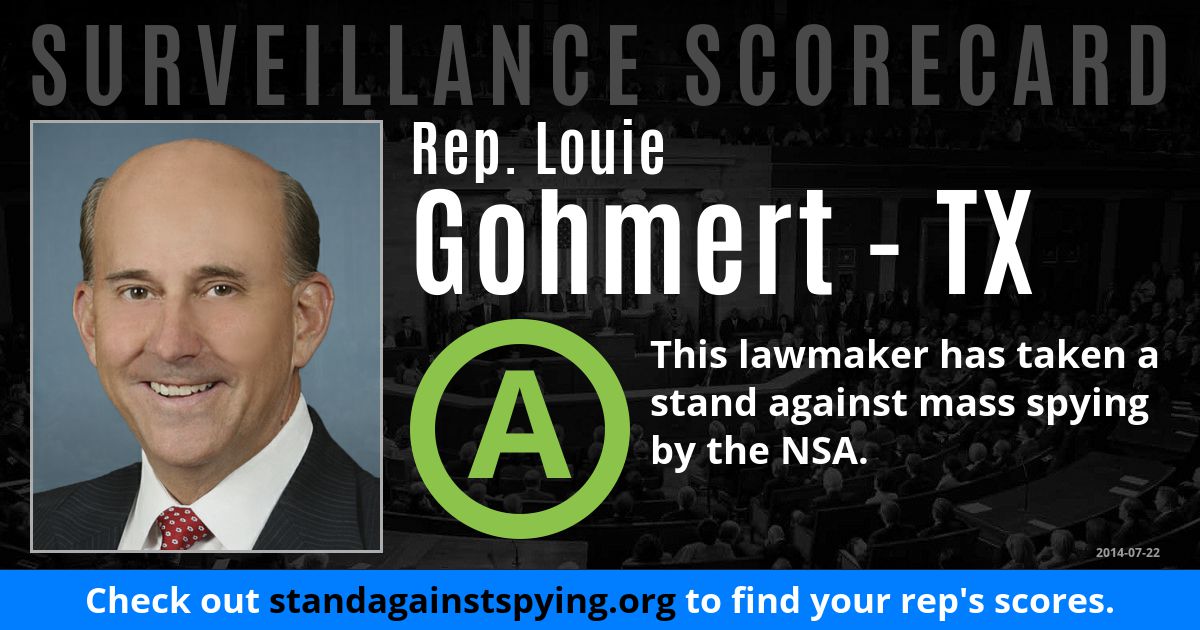 SURVEILLANCE SCORECARD
Rep. Louie
Gohmert - TX
A
This lawmaker has taken a
stand against mass spying
by the NSA.
2014-07-22
Check out standagainstspying.org to find your rep's scores.